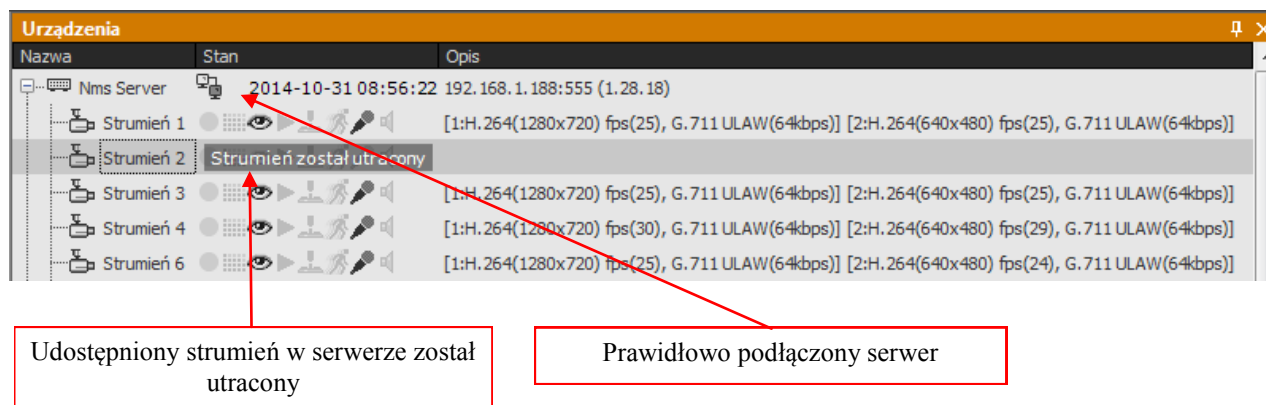 Urządzenia
Nazwa Stan Opis
Nms Server 2014-10-31 08:56:22 192.168.1.188:555 (1.28.18)
Strumień 1 [1:H.264(1280x720) fps(25), G.711 ULAW(64kbps)] [2:H.264(640x480) fps(25), G.711 ULAW(64kbps)]
Strumień 2 Strumień został utracony
Strumień 3 [1:H.264(1280x720) fps(25), G.711 ULAW(64kbps)] [2:H.264(640x480) fps(25), G.711 ULAW(64kbps)]
Strumień 4 [1:H.264(1280x720) fps(30), G.711 ULAW(64kbps)] [2:H.264(640x480) fps(29), G.711 ULAW(64kbps)]
Strumień 6 [1:H.264(1280x720) fps(25), G.711 ULAW(64kbps)] [2:H.264(640x480) fps(24), G.711 ULAW(64kbps)]
Udostępniony strumień w serwerze został
utracony
Prawidłowo podłączony serwer